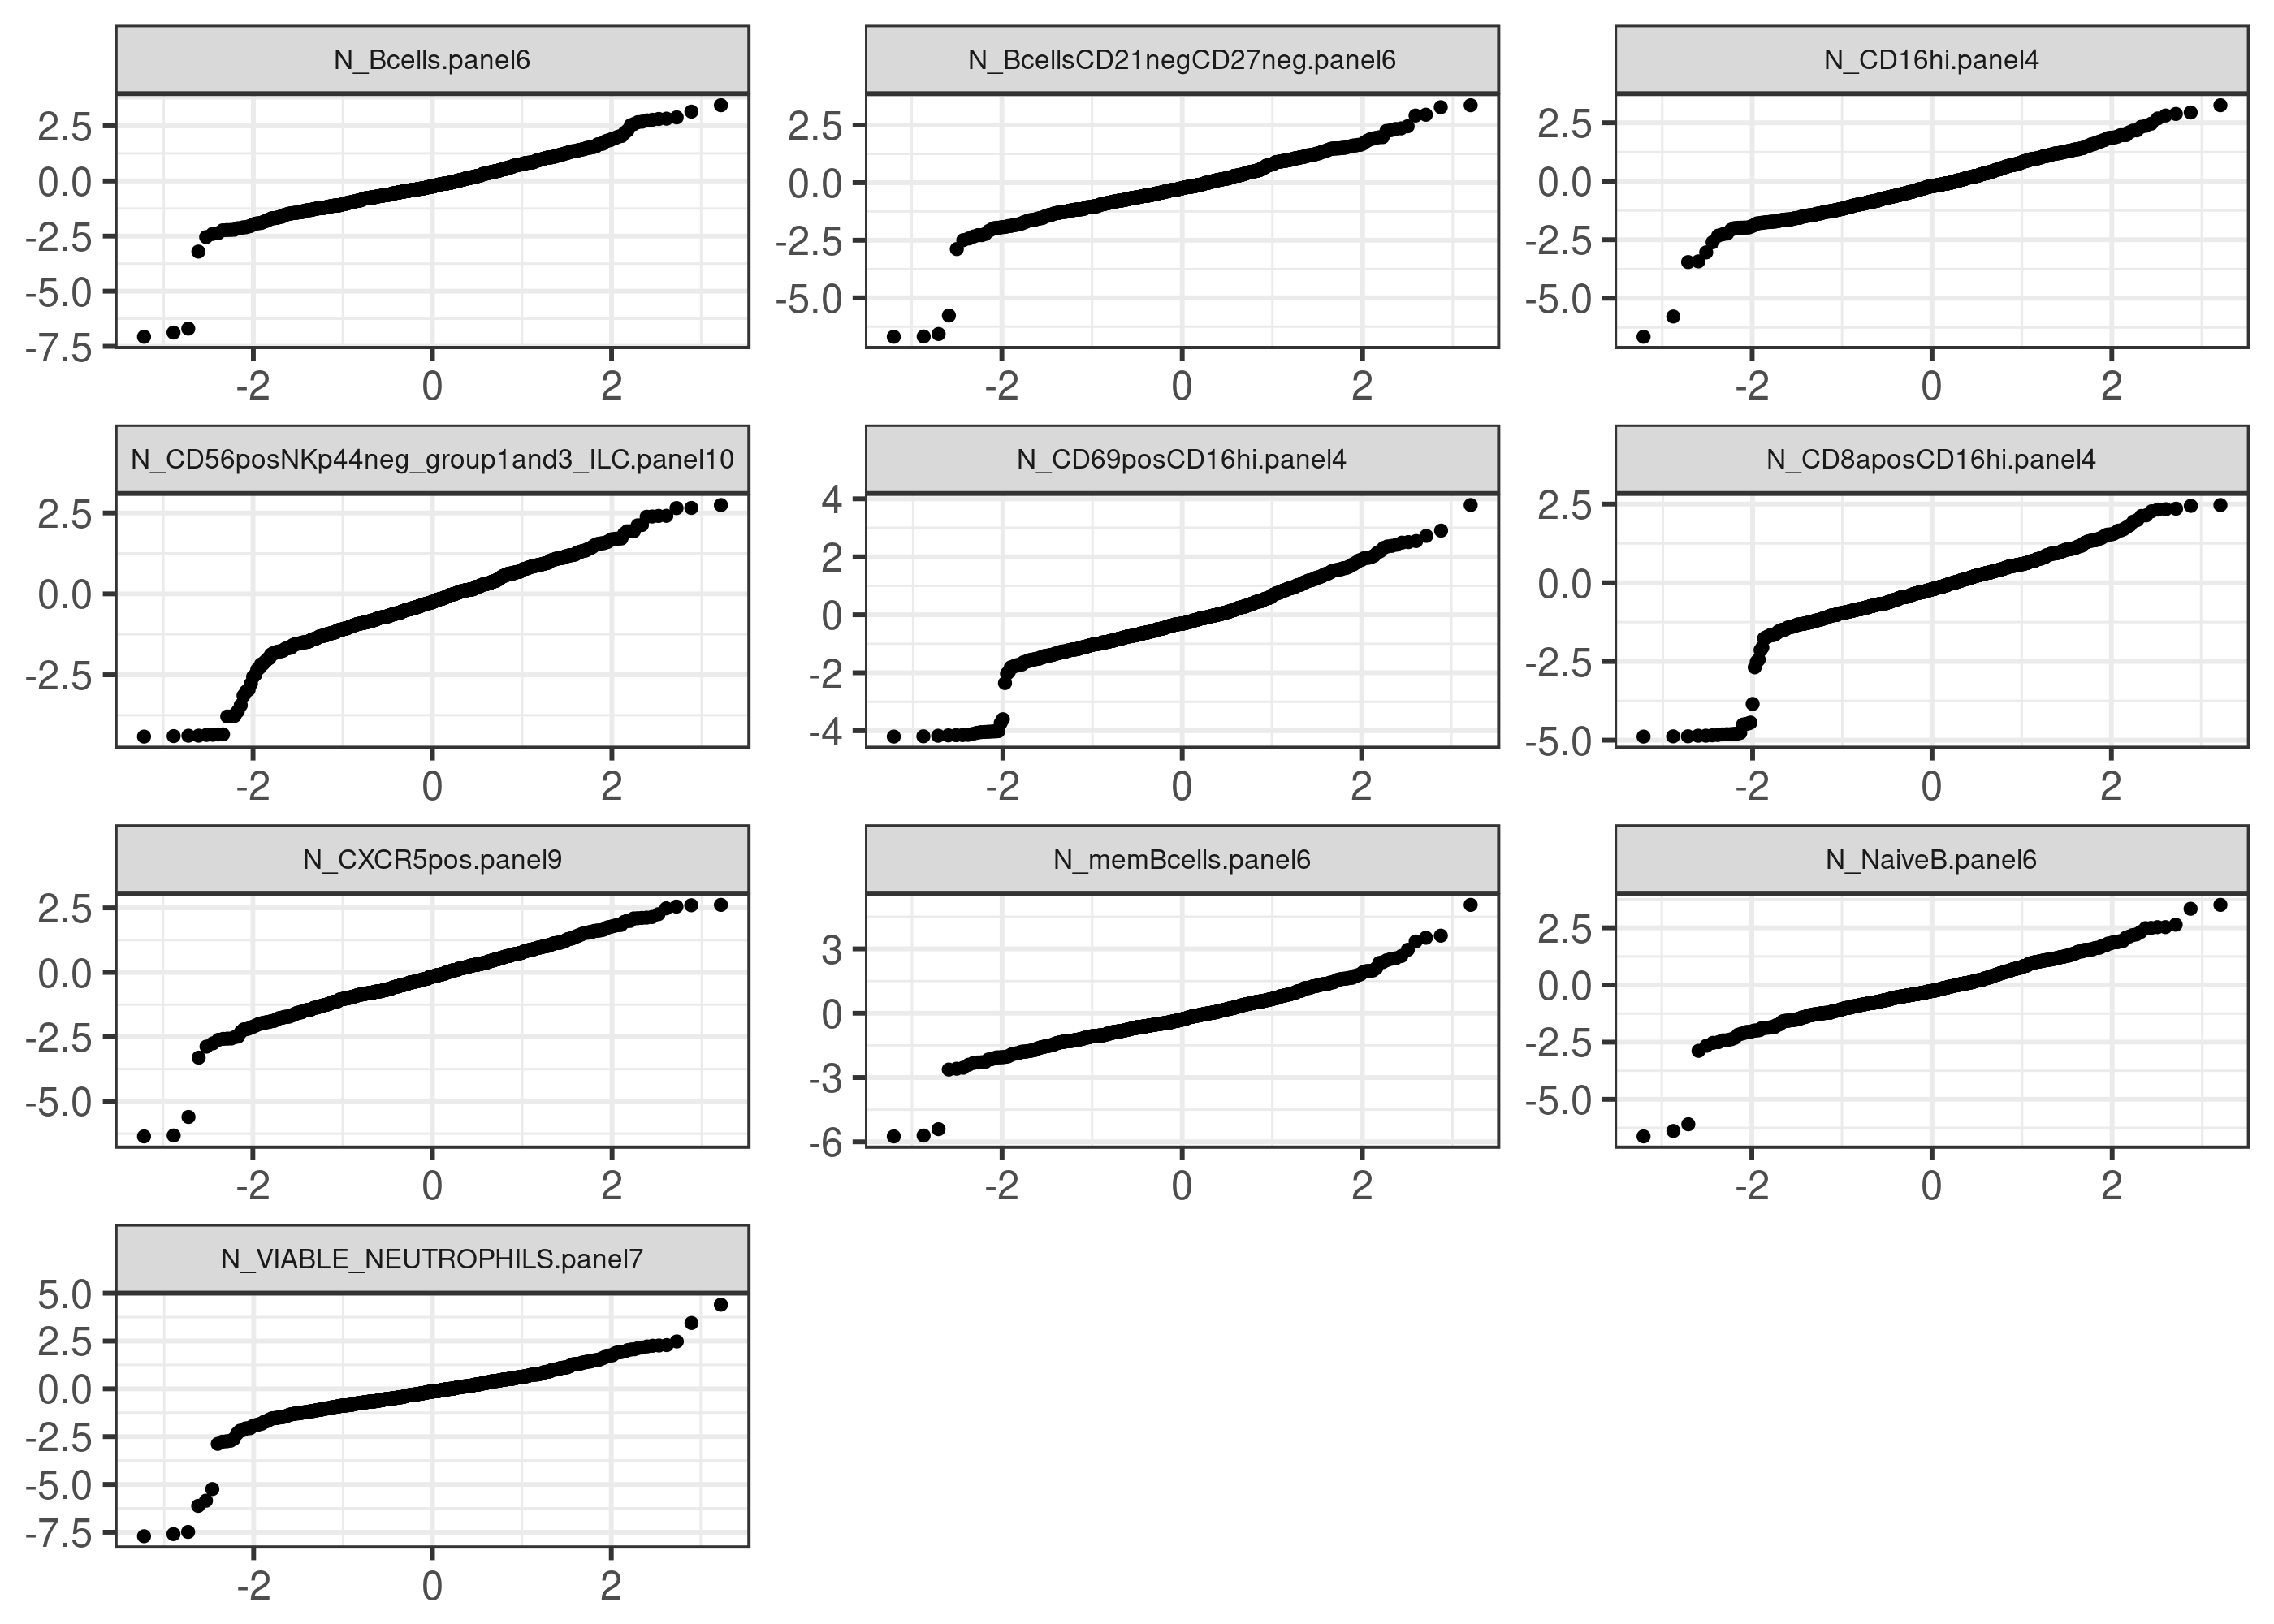 N_Bcells.panel6
2.5
0.0
-2.5
-5.0
-7.5
-2 0 2
N_BcellsCD21negCD27neg.panel6
2.5
0.0
-2.5
-5.0
-2 0 2
N_CD16hi.panel4
2.5
0.0
-2.5
-5.0
-2 0 2
N_CD56posNKp44neg_group1and3_ILC.panel10
2.5
0.0
-2.5
-2 0 2
N_CD69posCD16hi.panel4
4
2
0
-2
-4
-2 0 2
N_CD8aposCD16hi.panel4
2.5
0.0
-2.5
-5.0
-2 0 2
N_CXCR5pos.panel9
2.5
0.0
-2.5
-5.0
-2 0 2
N_memBcells.panel6
3
0
-3
-6
-2 0 2
N_NaiveB.panel6
2.5
0.0
-2.5
-5.0
-2 0 2
N_VIABLE_NEUTROPHILS.panel7
5.0
2.5
0.0
-2.5
-5.0
-7.5
-2 0 2